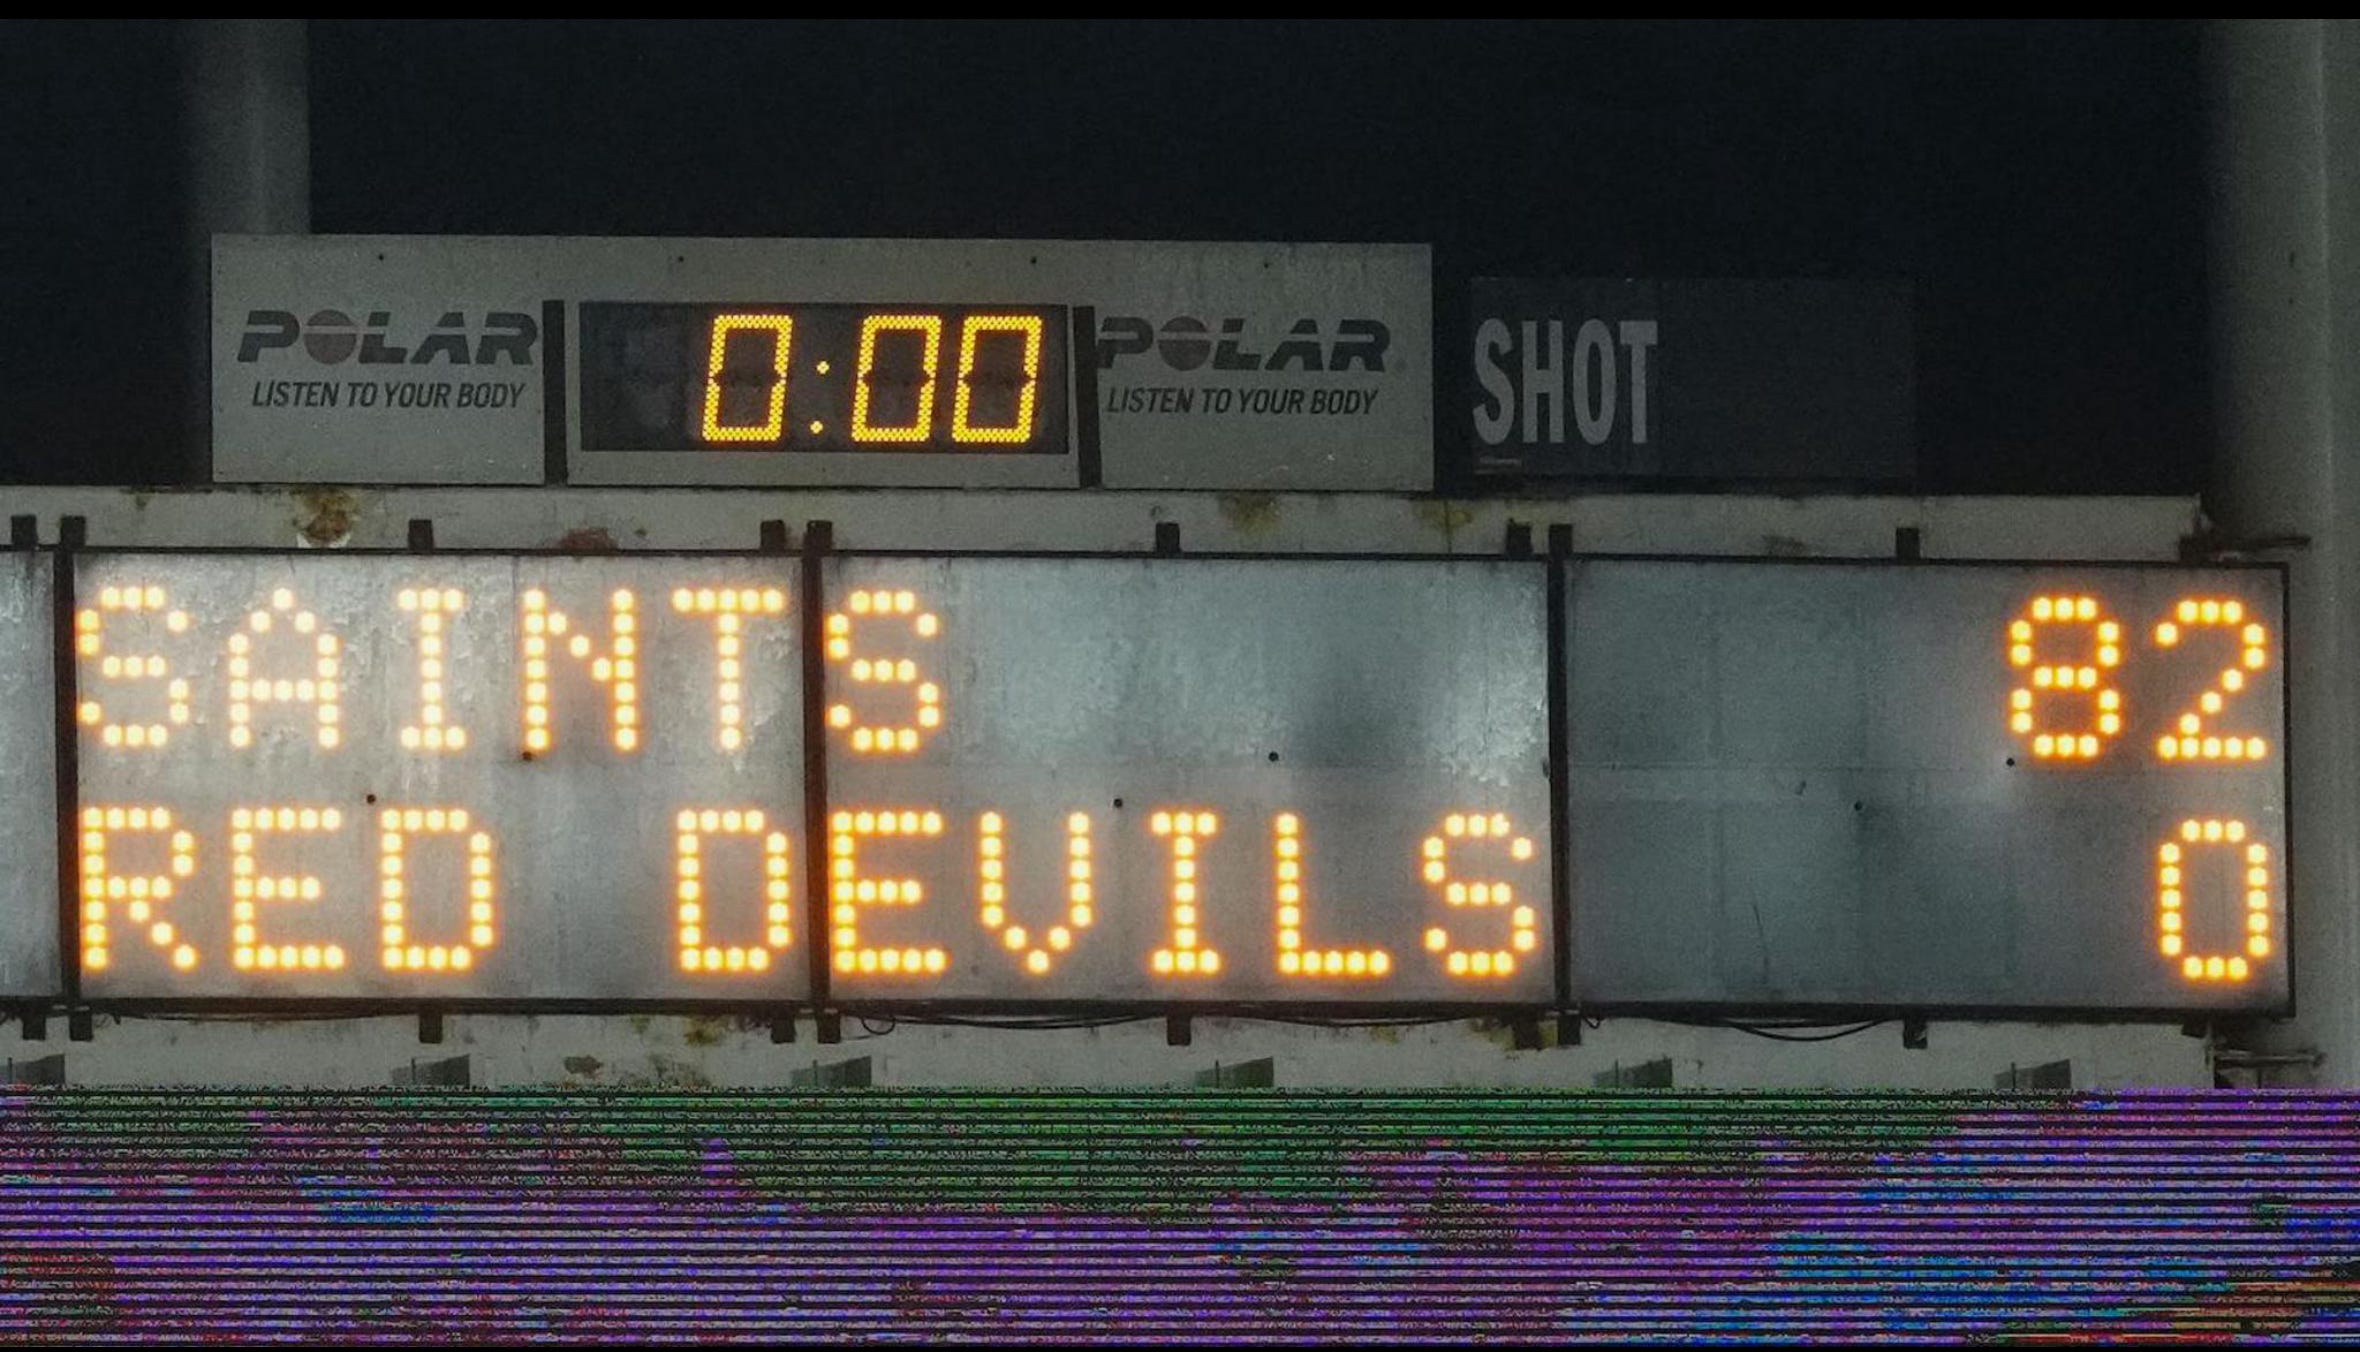 POLAR 0:00 POLAR SHOT
LISTEN TO YOUR BODY LISTEN TO YOUR BODY
SAINTS 82
RED DEVILS 0